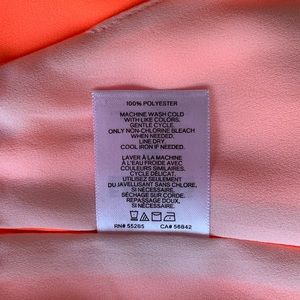 100% POLYESTER
MACHINE WASH COLD
WITH LIKE COLORS.
GENTLE CYCLE.
ONLY NON-CHLORINE BLEACH
WHEN NEEDED.
LINE DRY.
COOL IRON IF NEEDED.
LAVER À LA MACHINE
À L'EAU FROIDE AVEC
COULEURS SIMILAIRES.
CYCLE DÉLICAT.
UTILISEZ SEULEMENT
DU JAVELLISANT SANS CHLORE,
SI NÉCESSAIRE.
SÉCHAGE SUR CORDE.
REPASSAGE DOUX,
SI NÉCESSAIRE.
RN# 55285 CA# 56842